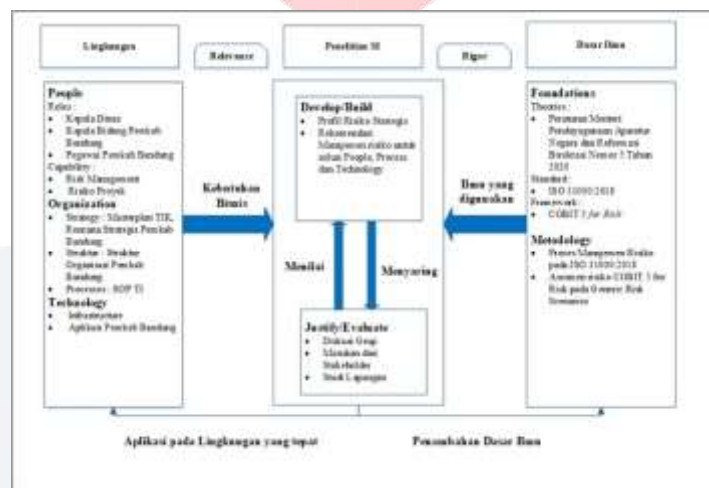 Lingkungan
Relevance
Penelitian SI
Rigor
Dasar Ilmu
People
Roles :
Kepala Dinas
Kepala Bidang Pemkab
Bandung
Pegawai Pemkab Bandung
Capability :
Risk Management
Risiko Proyek
Organization
Strategy : Masterplan TIK,
Rencana Strategis Pemkab
Bandung
Struktur : Struktur
Organisasi Pemkab
Bandung
Processes : SOP TI
Technology
Infrastructure
Aplikasi Pemkab Bandung
Kebutuhan
Bisnis
Develop/Build
Profil Risiko Strategis
Rekomendasi
Manajemen risiko untuk
People, Process
dan Technology
Menilai
Menyaring
Justify/Evaluate
Diskusi Grup
Masukan dari
Stakeholder
Studi Lapangan
Ilmu yang
digunakan
Foundations
Theories :
Peraturan Menteri
Pendayagunaan Aparatur
Negara dan Reformasi
Birokrasi Nomor 5 Tahun
2020
Standard :
ISO 31000:2018
Framework :
COBIT 5 for Risk
Metodology
Proses Manajemen Risiko
pada ISO 31000:2018
Asesmen risiko COBIT 5 for
Risk pada Generic Risk
Scenarios
Aplikasi pada Lingkungan yang tepat
Penambahan Dasar Ilmu